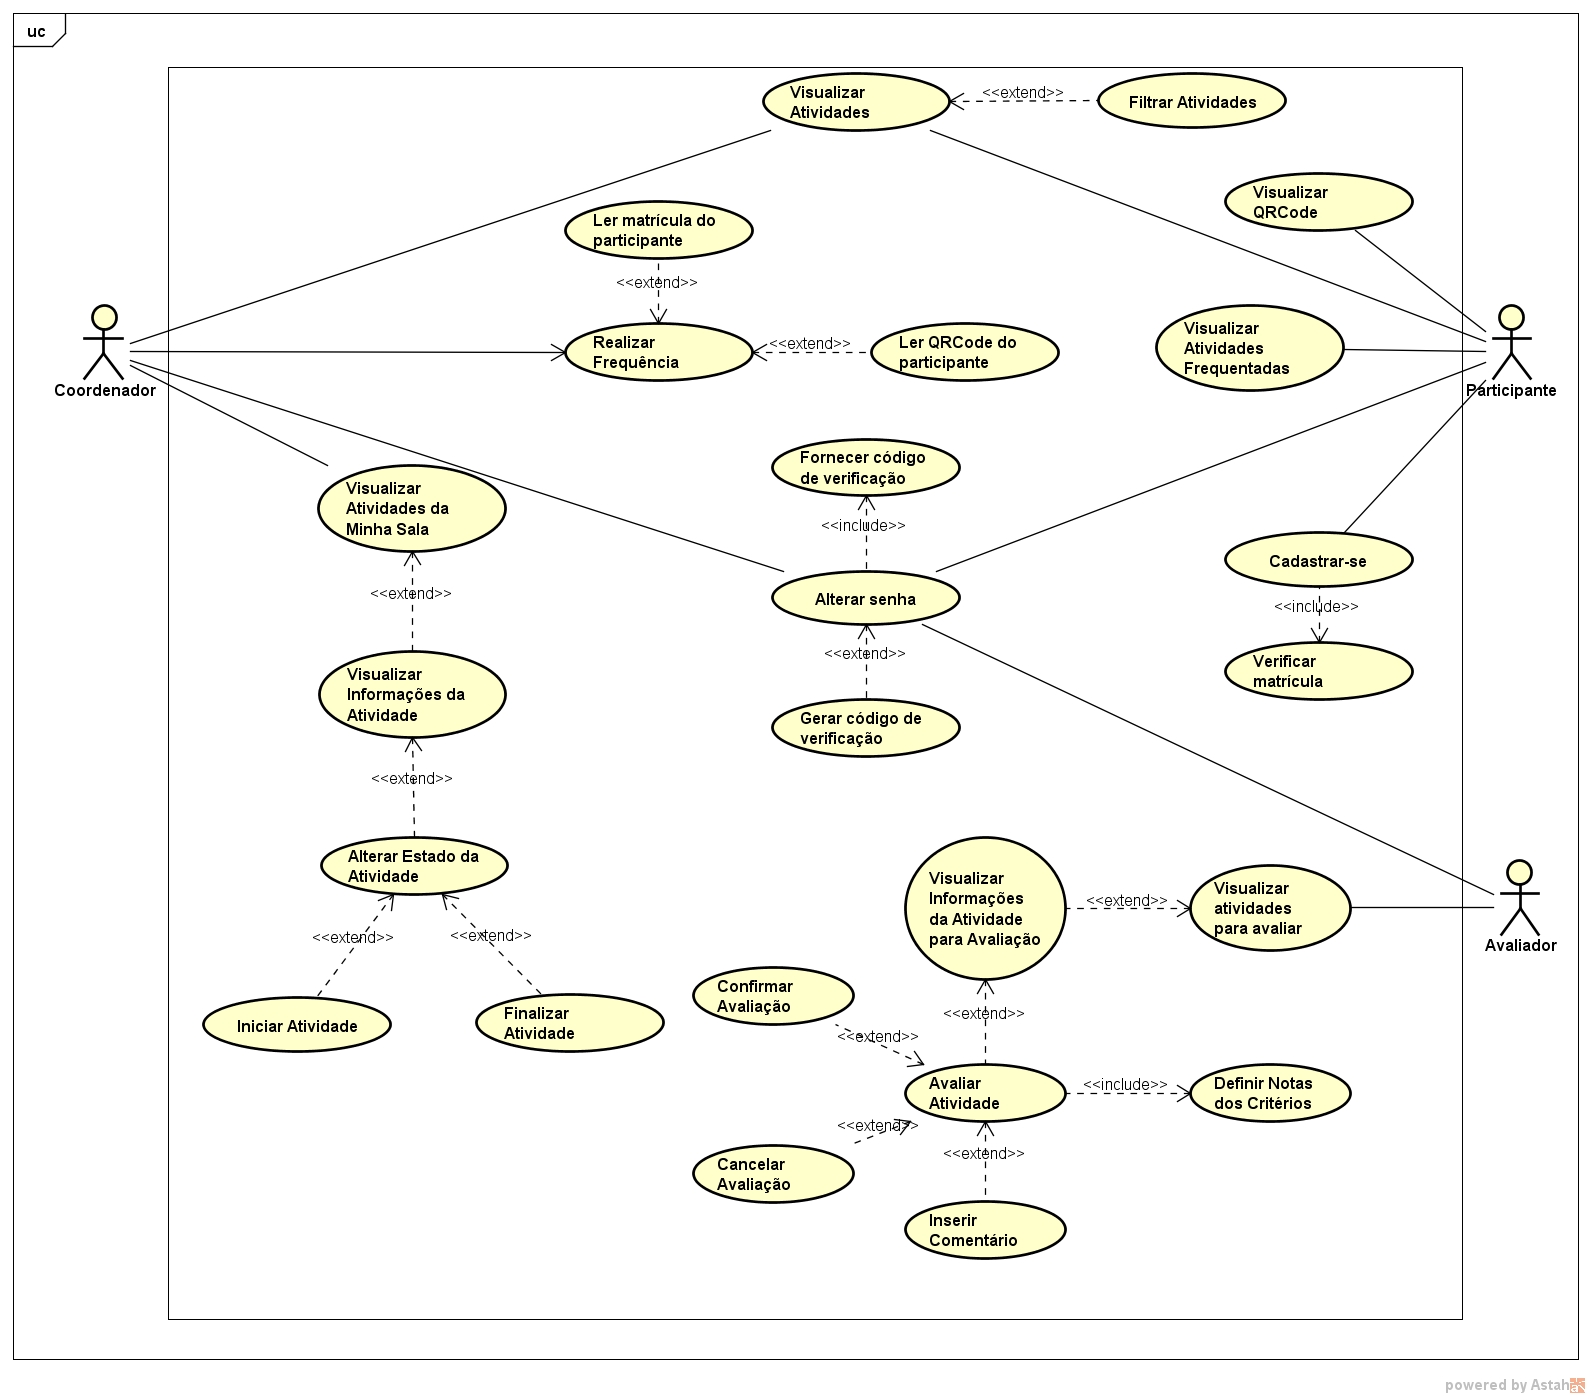 uc
Visualizar
Atividades
<<extend>>
Filtrar Atividades
Visualizar
QRCode
Ler matrícula do
participante
<<extend>>
Realizar
Frequência
<<extend>>
Ler QRCode do
participante
Visualizar
Atividades
Frequentadas
Coordenador
Participante
Visualizar
Atividades da
Minha Sala
Fornecer código
de verificação
<<include>>
Cadastrar-se
<<extend>>
Alterar senha
<<include>>
<<extend>>
Verificar
matrícula
Visualizar
Informações da
Atividade
Gerar código de
verificação
<<extend>>
Alterar Estado da
Atividade
Visualizar
Informações
da Atividade
para Avaliação
<<extend>>
Visualizar
atividades
para avaliar
Avaliador
<<extend>>
<<extend>>
Confirmar
Avaliação
Iniciar Atividade
Finalizar
Atividade
<<extend>>
<<extend>>
Avaliar
Atividade
<<include>>
Definir Notas
dos Critérios
<<extend>>
<<extend>>
Cancelar
Avaliação
Inserir
Comentário
powered by Astah